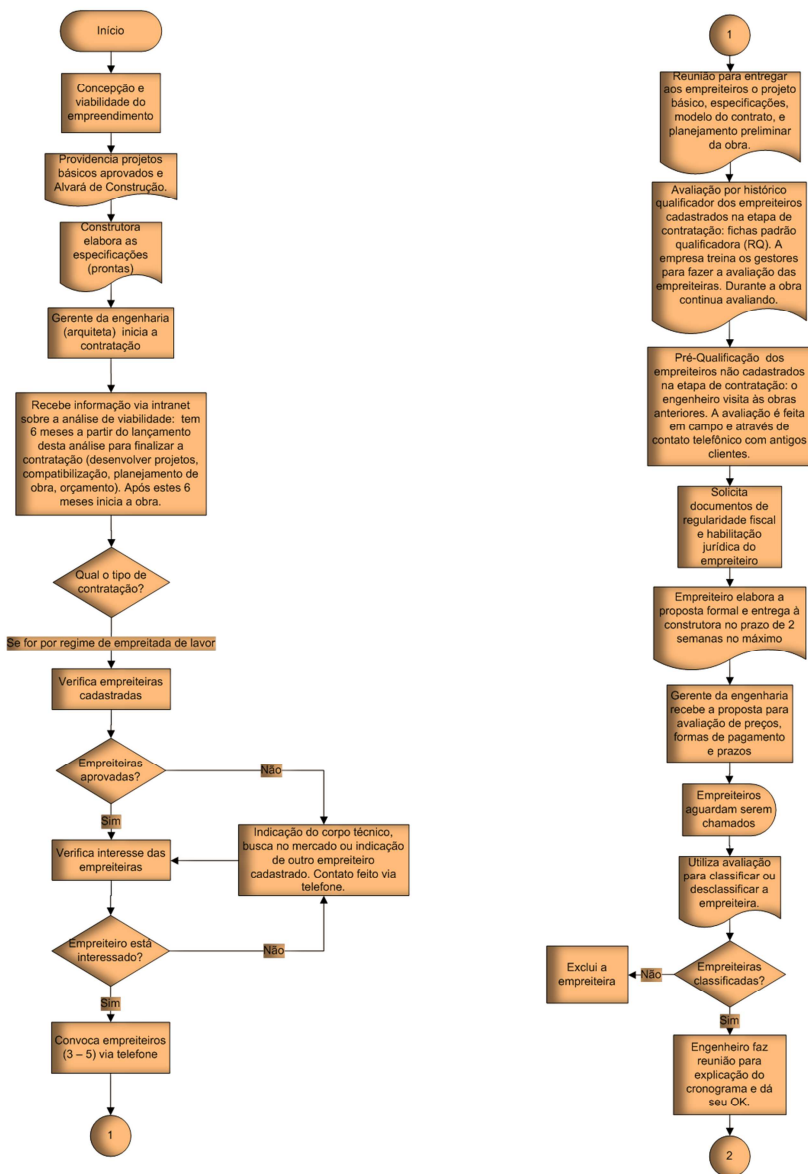 Início
Concepção e
viabilidade do
empreendimento
Providencia projetos
básicos aprovados e
Alvará de Construção.
Construtora
elabora as
especificações
(prontas)
Gerente da engenharia
(arquiteta) inicia a
contratação
Recebe informação via intranet
sobre a análise de viabilidade: tem
6 meses a partir do lançamento
desta análise para finalizar a
contratação (desenvolver projetos,
compatibilização, planejamento de
obra, orçamento). Após estes 6
meses inicia a obra.
Qual o tipo de
contratação?
Se for por regime de empreitada de lavor
Verifica empreiteiras
cadastradas
Empreiteiras
aprovadas?
Não
Sim
Indicação do corpo técnico,
busca no mercado ou indicação
de outro empreiteiro
cadastrado. Contato feito via
telefone.
Verifica interesse das
empreiteiras
Empreiteiro está
interessado?
Não
Sim
Convoca empreiteiros
(3 – 5) via telefone
1
1
Reunião para entregar
aos empreiteiros o projeto
básico, especificações,
modelo do contrato, e
planejamento preliminar
da obra.
Avaliação por histórico
qualificador dos empreiteiros
cadastrados na etapa de
contratação: fichas padrão
qualificadora (RQ). A
empresa treina os gestores
para fazer a avaliação das
empreiteiras. Durante a obra
continua avaliando.
Pré-Qualificação dos
empreiteiros não cadastrados
na etapa de contratação: o
engenheiro visita às obras
anteriores. A avaliação é feita
em campo e através de
contato telefônico com antigos
clientes.
Solicita
documentos de
regularidade fiscal
e habilitação
jurídica do
empreiteiro
Empreiteiro elabora a
proposta formal e entrega à
construtora no prazo de 2
semanas no máximo
Gerente da engenharia
recebe a proposta para
avaliação de preços,
formas de pagamento
e prazos
Empreiteiros
aguardam serem
chamados
Utiliza avaliação
para classificar ou
desclassificar a
empreiteira.
Empreiteiras
classificadas?
Não
Exclui a
empreiteira
Sim
Engenheiro faz
reunião para
explicação do
cronograma e dá
seu OK.
2